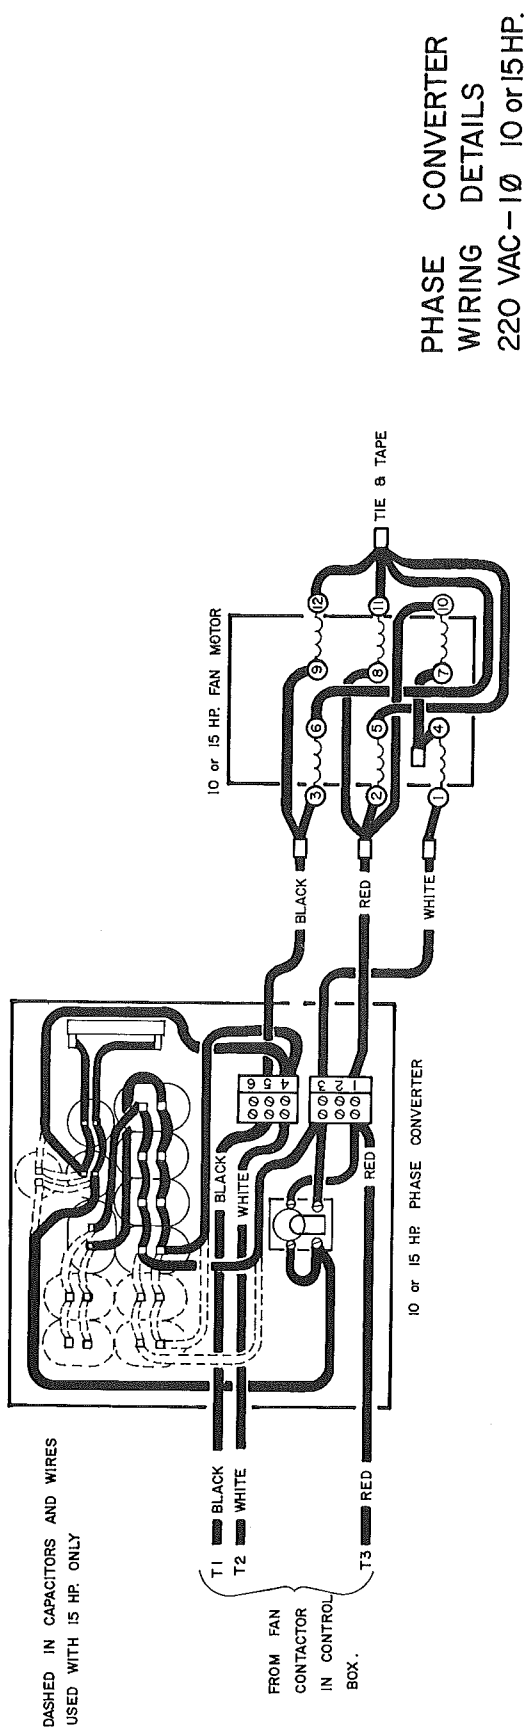 DASHED IN CAPACITORS AND WIRES
USED WITH 15 HP. ONLY
T1
BLACK
T2
WHITE
T3
RED
FROM FAN
CONTACTOR
IN CONTROL
BOX.
BLACK
WHITE
RED
6
5
4
3
2
1
10 or 15 HP. PHASE CONVERTER
BLACK
RED
WHITE
10 or 15 HP. FAN MOTOR
3
6
9
12
2
5
8
11
1
4
7
10
TIE & TAPE
PHASE CONVERTER
WIRING DETAILS
220 VAC-1Ø 10 or 15 HP.